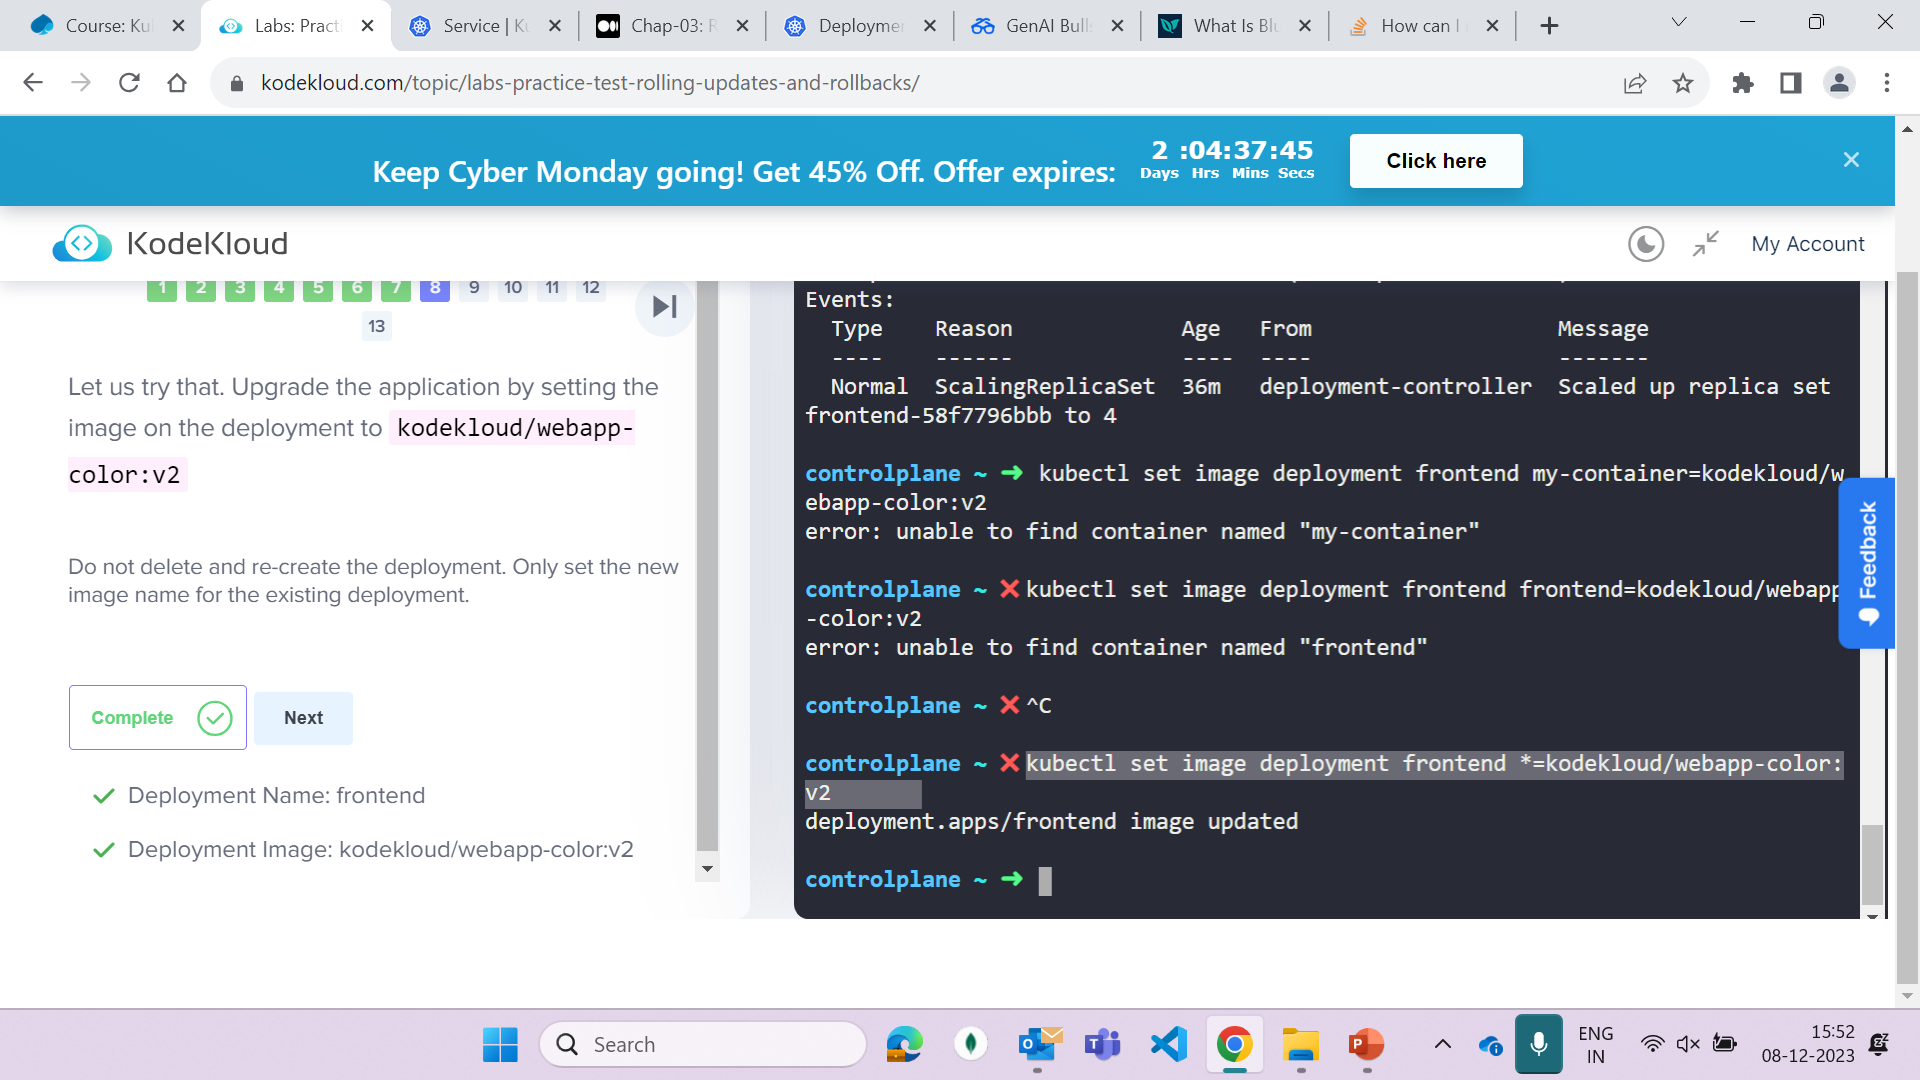 Course: Ku
Labs: Pract
Service | Ku
Chap-03: R
Deploymen
GenAI Bull
What Is Blu
How can I
kodekloud.com/topic/labs-practice-test-rolling-updates-and-rollbacks/
Keep Cyber Monday going! Get 45% Off. Offer expires:
2 :04:37:45
Days Hrs Mins Secs
Click here
KodeKloud
My Account
1 2 3 4 5 6 7 8 9 10 11 12
13
Let us try that. Upgrade the application by setting the
image on the deployment to kodekloud/webapp-
color:v2
Do not delete and re-create the deployment. Only set the new
image name for the existing deployment.
Complete
Next
Deployment Name: frontend
Deployment Image: kodekloud/webapp-color:v2
Events:
Type Reason Age From Message
---- ------ ---- ---- -------
Normal ScalingReplicaSet 36m deployment-controller Scaled up replica set
frontend-58f7796bbb to 4
controlplane ~ ➜ kubectl set image deployment frontend my-container=kodekloud/w
ebapp-color:v2
error: unable to find container named "my-container"
controlplane ~ ✖ kubectl set image deployment frontend frontend=kodekloud/webapp
-color:v2
error: unable to find container named "frontend"
controlplane ~ ✖ ^C
controlplane ~ ✖ kubectl set image deployment frontend *=kodekloud/webapp-color:
v2
deployment.apps/frontend image updated
controlplane ~ ➜
Feedback
Search
ENG
IN
15:52
08-12-2023